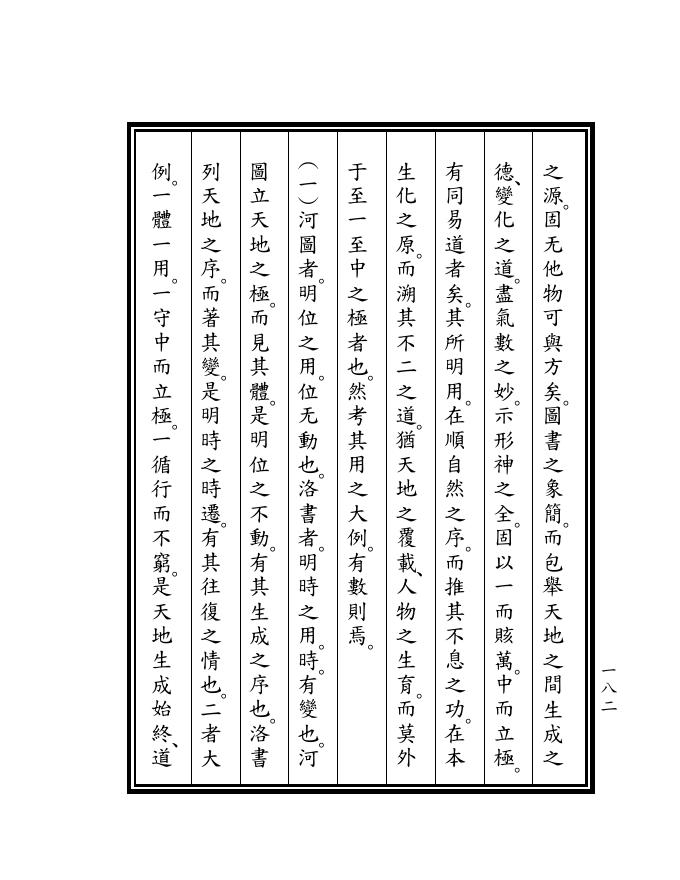 之源。固无他物可與方矣。圖書之象簡。而包舉天地之間生成之
德、變化之道。盡氣數之妙。示形神之全。固以一而賅萬。中而立極。
有同易道者矣。其所明用。在順自然之序。而推其不息之功。在本
生化之原。而溯其不二之道。猶天地之覆載、人物之生育。而莫外
于至一至中之極者也。然考其用之大例。有數則焉。
(一)河圖者。明位之用。位无動也。洛書者。明時之用。時。有變也。河
圖立天地之極。而見其體。是明位之不動。有其生成之序也。洛書
列天地之序。而著其變。是明時之時遷。有其往復之情也。二者大
例。一體一用。一守中而立極。一循行而不窮。是天地生成始終、道
一八二